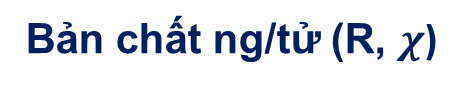 Bản chất ng/tử (R, χ)